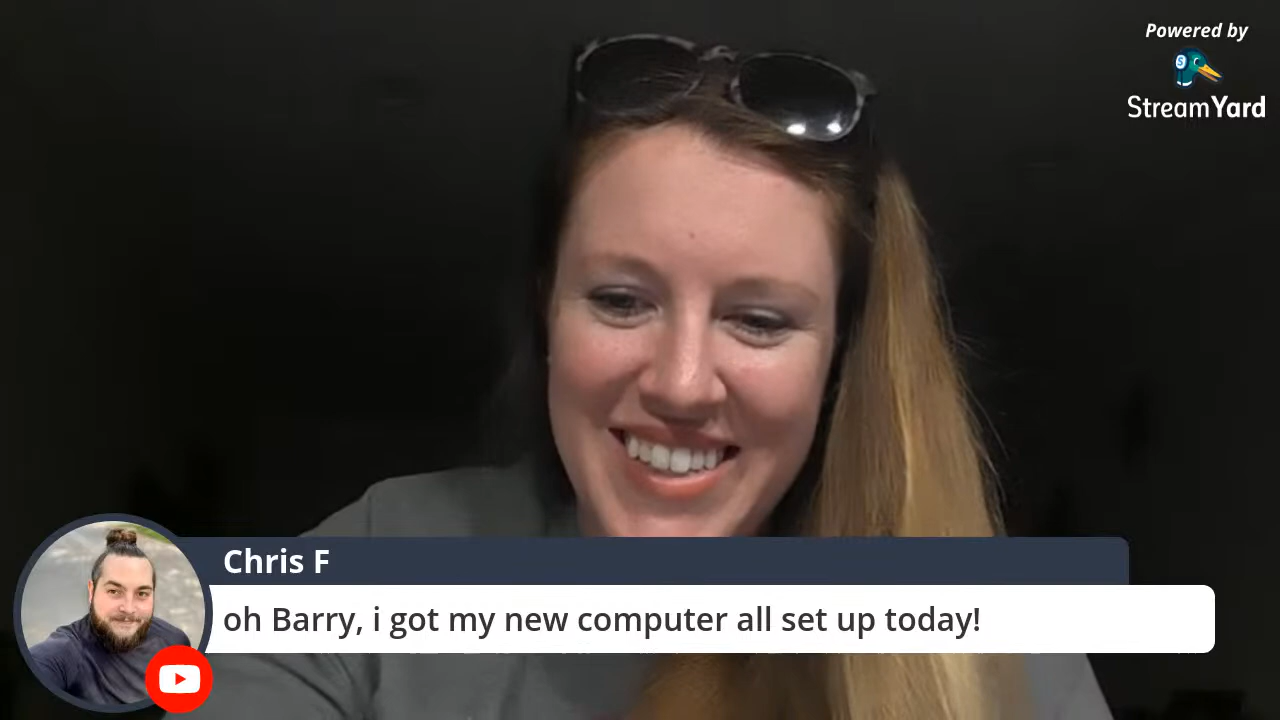 Powered by
StreamYard
Chris F
oh Barry, i got my new computer all set up today!